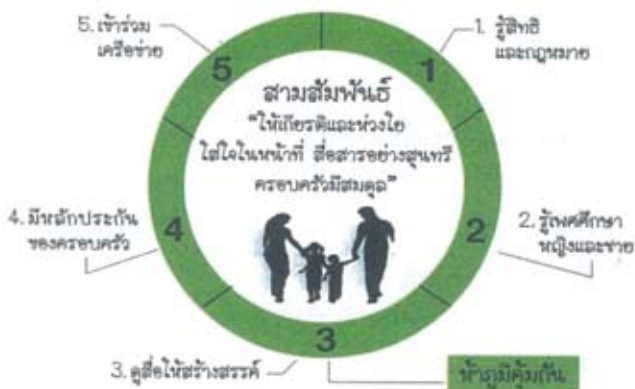 สามสัมพันธ์
"ให้เกียรติและห่วงใย
ใส่ใจในหน้าที่ สื่อสารอย่างสุนทรี
ครอบครัวมีสมดุล"
1
1. รู้สิทธิ
และกฎหมาย
2
2. รู้เพศศึกษา
หญิงและชาย
3
3. ดูสื่อให้สร้างสรรค์
4
4. มีหลักประกัน
ของครอบครัว
5
5. เข้าร่วม
เครือข่าย
ห้าภูมิคุ้มกัน